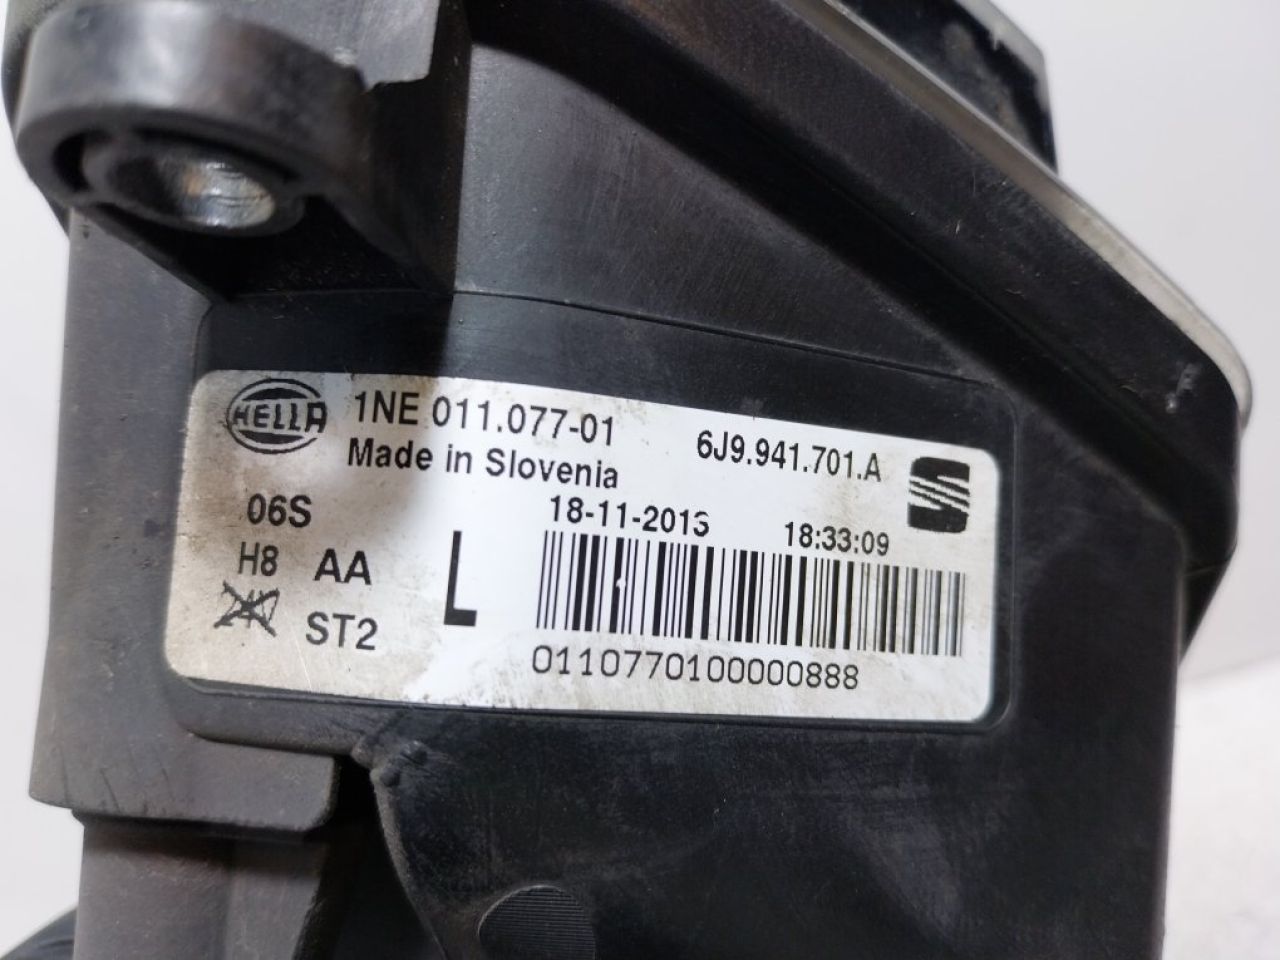 HELLA 1NE 011.077-01 6J9.941.701.A
Made in Slovenia
06S 18-11-2013 18:33:09
H8 AA L
ST2
0110770100000888